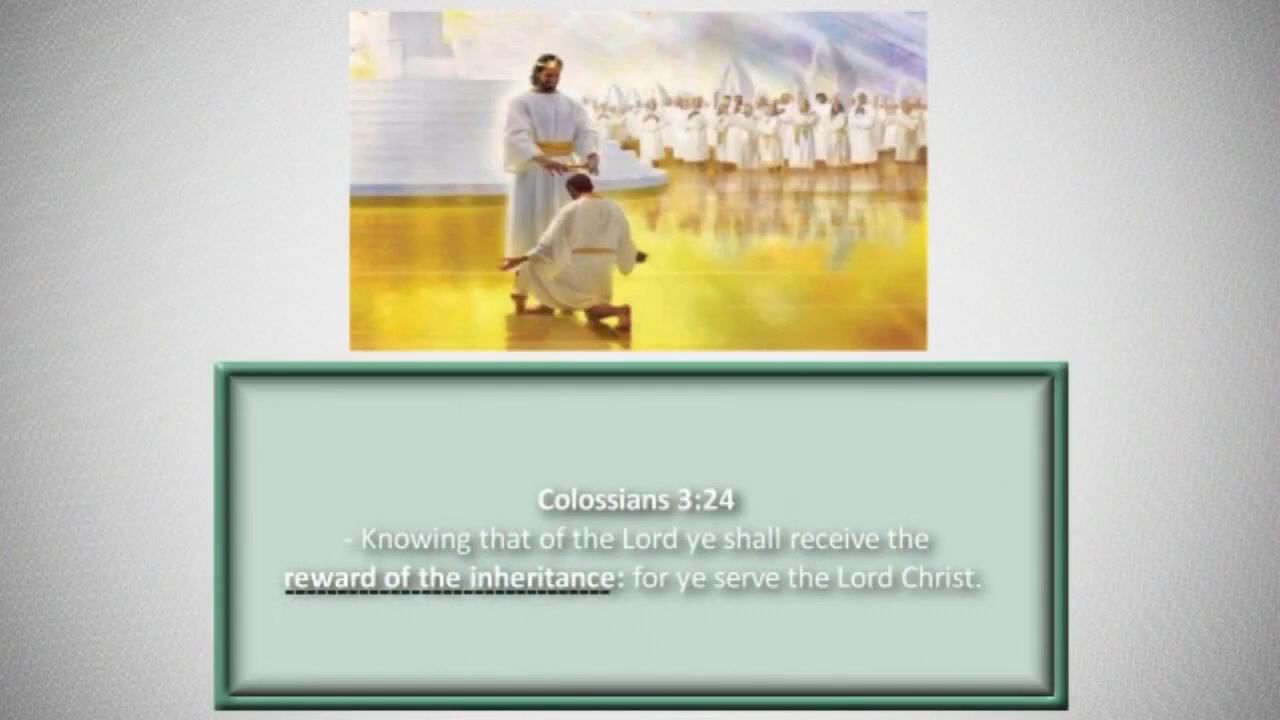 Colossians 3:24
- Knowing that of the Lord ye shall receive the
reward of the inheritance: for ye serve the Lord Christ.